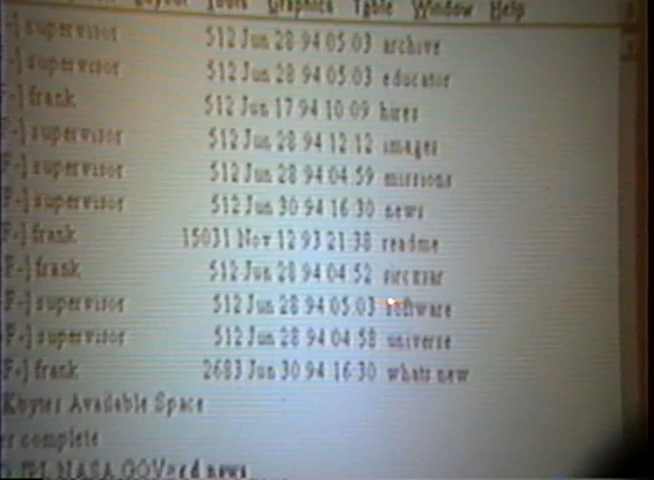 Layout Tools Graphics Table Window Help
-] supervisor 512 Jun 28 94 05:03 archive
-] supervisor 512 Jun 28 94 05:03 educator
F-] frank 512 Jun 17 94 10:09 hires
F-] supervisor 512 Jun 28 94 12:12 images
F-] supervisor 512 Jun 28 94 04:59 missions
F-] supervisor 512 Jun 30 94 16:30 news
F-] frank 15031 Nov 12 93 21:38 readme
F-] frank 512 Jun 28 94 04:52
F-] supervisor 512 Jun 28 94 05:03 software
F-] supervisor 512 Jun 28 94 04:58 universe
F-] frank 2683 Jun 30 94 16:30 whats new
Kbytes Available Space
er complete
JPL.NASA.GOV>cd news